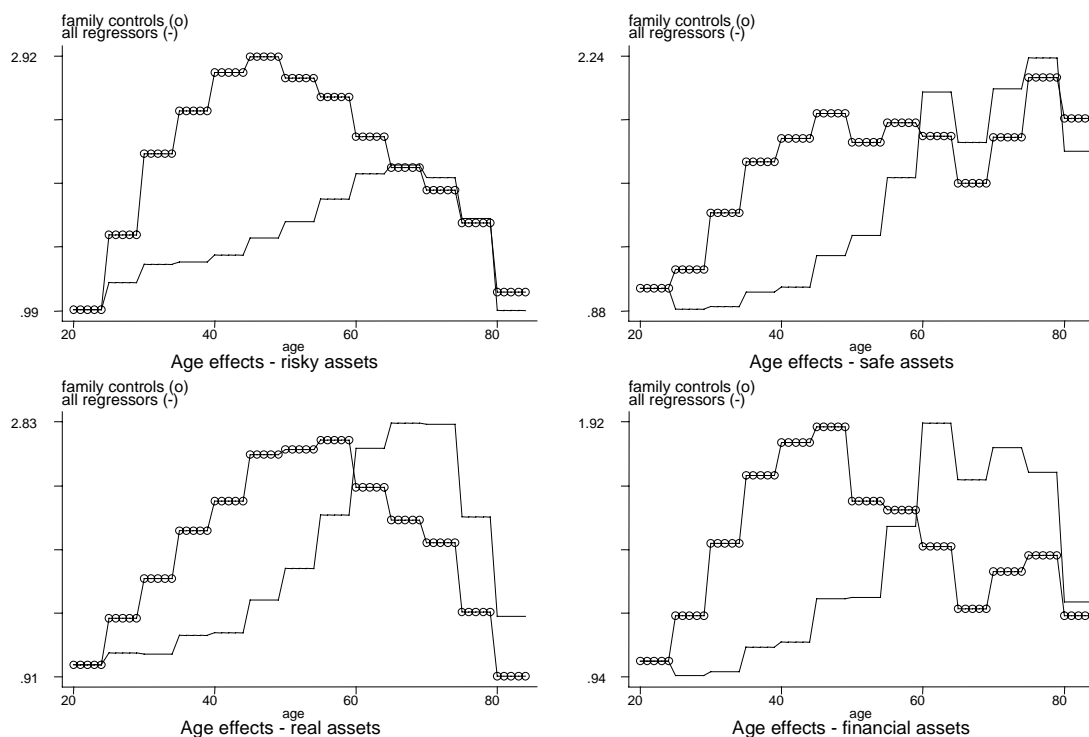 family controls (o)
all regressors (-)
2.92
.99
20
40
60
80
age
Age effects - risky assets
family controls (o)
all regressors (-)
2.24
.88
20
40
60
80
age
Age effects - safe assets
family controls (o)
all regressors (-)
2.83
.91
20
40
60
80
age
Age effects - real assets
family controls (o)
all regressors (-)
1.92
.94
20
40
60
80
age
Age effects - financial assets